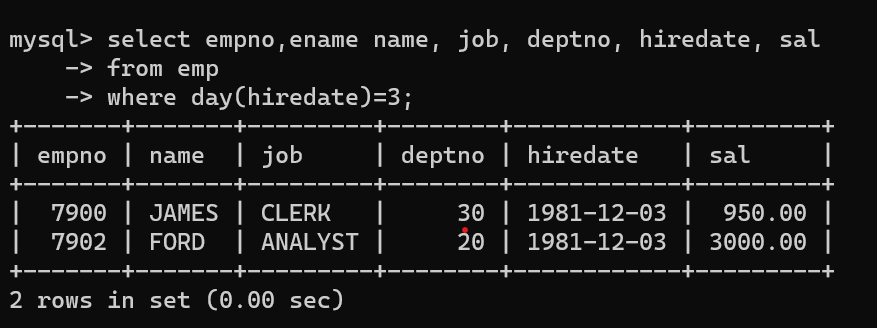 mysql> select empno,ename name, job, deptno, hiredate, sal
    -> from emp
    -> where day(hiredate)=3;
+-------+-------+---------+--------+------------+---------+
| empno | name  | job     | deptno | hiredate   | sal     |
+-------+-------+---------+--------+------------+---------+
|  7900 | JAMES | CLERK   |     30 | 1981-12-03 |  950.00 |
|  7902 | FORD  | ANALYST |     20 | 1981-12-03 | 3000.00 |
+-------+-------+---------+--------+------------+---------+
2 rows in set (0.00 sec)